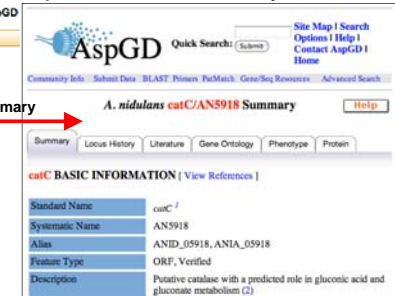 GD
AspGD
Quick Search:
Submit
Site Map | Search
Options | Help |
Contact AspGD |
Home
Community Info Submit Data BLAST Primers PatMatch Gene/Seq Resources Advanced Search
mary
A. nidulans catC/AN5918 Summary
Help
Summary Locus History Literature Gene Ontology Phenotype Protein
catC BASIC INFORMATION [ View References ]
Standard Name catC 1
Systematic Name AN5918
Alias ANID_05918, ANIA_05918
Feature Type ORF, Verified
Description Putative catalase with a predicted role in gluconic acid and
gluconate metabolism (2)